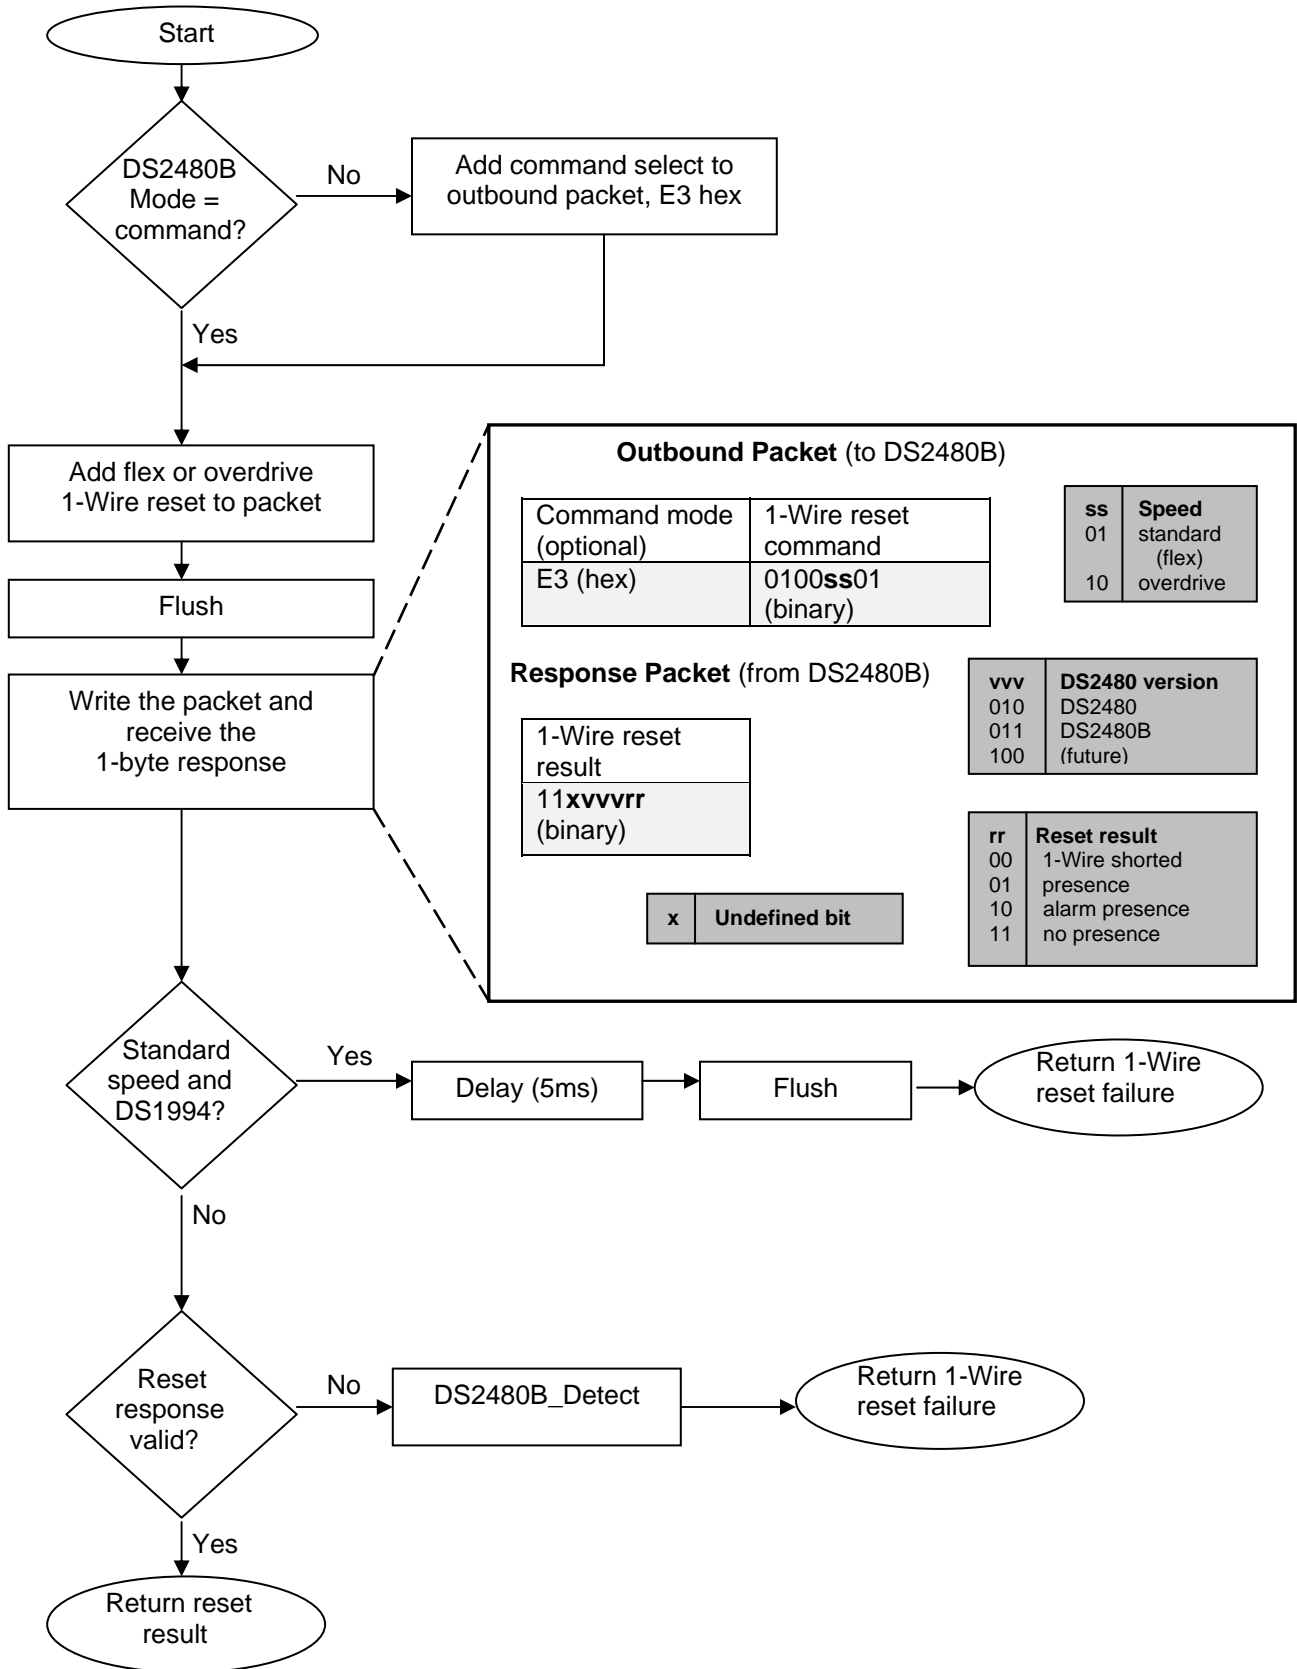 Start
DS2480B
Mode =
command?
No
Add command select to
outbound packet, E3 hex
Yes
Add flex or overdrive
1-Wire reset to packet
Flush
Write the packet and
receive the
1-byte response
Outbound Packet (to DS2480B)
Command mode
(optional)
1-Wire reset
command
E3 (hex)
0100ss01
(binary)
ss Speed
01 standard
(flex)
10 overdrive
Response Packet (from DS2480B)
1-Wire reset
result
11xvvvrr
(binary)
vvv DS2480 version
010 DS2480
011 DS2480B
100 (future)
rr Reset result
00 1-Wire shorted
01 presence
10 alarm presence
11 no presence
x Undefined bit
Standard
speed and
DS1994?
Yes
Delay (5ms)
Flush
Return 1-Wire
reset failure
No
Reset
response
valid?
No
DS2480B_Detect
Return 1-Wire
reset failure
Yes
Return reset
result